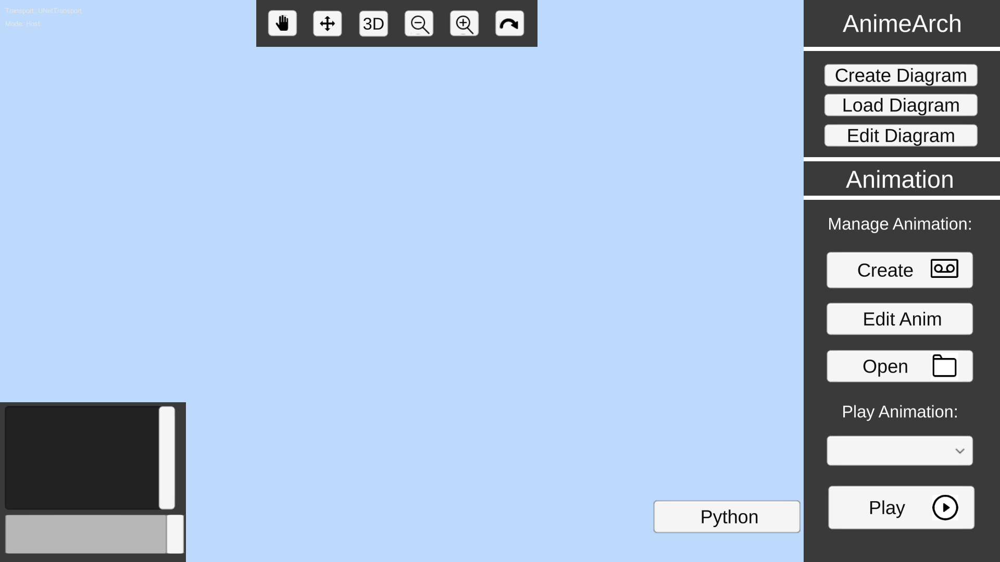 Transport: UNetTransport
Mode: Host
3D
AnimeArch
Create Diagram
Load Diagram
Edit Diagram
Animation
Manage Animation:
Create
Edit Anim
Open
Play Animation:
Play
Python